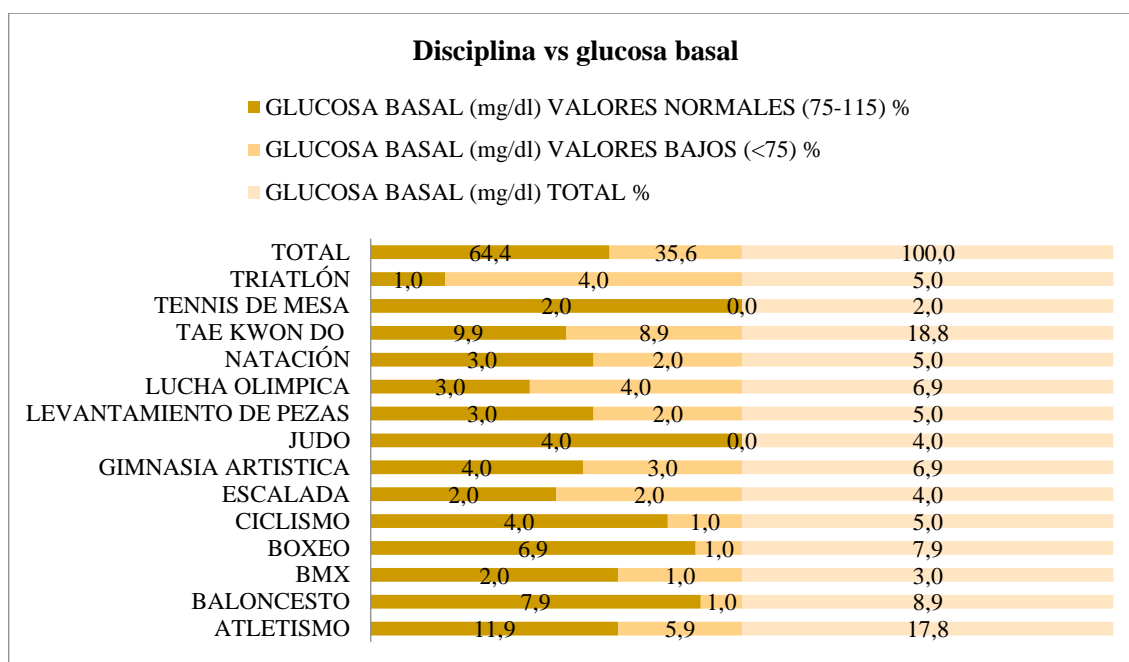 Disciplina vs glucosa basal
GLUCOSA BASAL (mg/dl) VALORES NORMALES (75-115) %
GLUCOSA BASAL (mg/dl) VALORES BAJOS (<75) %
GLUCOSA BASAL (mg/dl) TOTAL %
TOTAL 64,4 35,6 100,0
TRIATLÓN 1,0 4,0 5,0
TENNIS DE MESA 2,0 0,0 2,0
TAE KWON DO 9,9 8,9 18,8
NATACIÓN 3,0 2,0 5,0
LUCHA OLIMPICA 3,0 4,0 6,9
LEVANTAMIENTO DE PEZAS 3,0 2,0 5,0
JUDO 4,0 0,0 4,0
GIMNASIA ARTISTICA 4,0 3,0 6,9
ESCALADA 2,0 2,0 4,0
CICLISMO 4,0 1,0 5,0
BOXEO 6,9 1,0 7,9
BMX 2,0 1,0 3,0
BALONCESTO 7,9 1,0 8,9
ATLETISMO 11,9 5,9 17,8